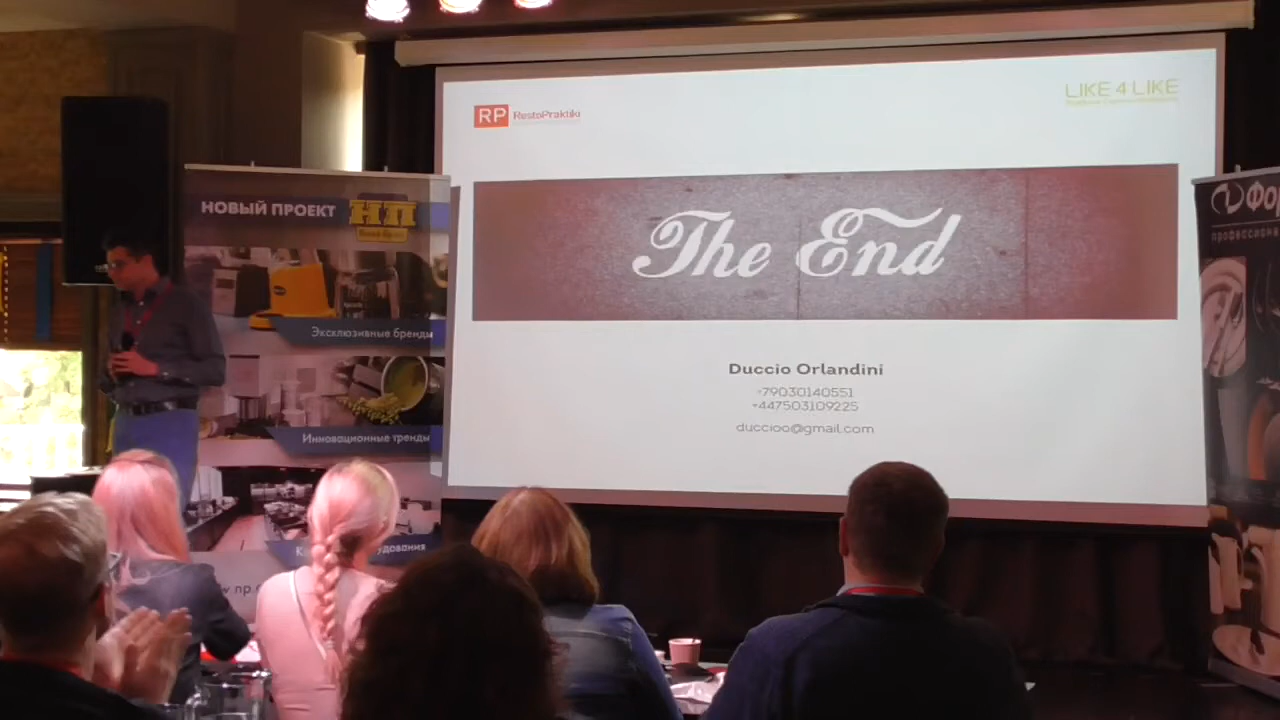 RP RestoPraktiki
LIKE 4 LIKE
The End
Duccio Orlandini
+79030140551
+447503109225
duccioo@gmail.com
НОВЫЙ ПРОЕКТ
НП
Эксклюзивные бренды
Инновационные тренды